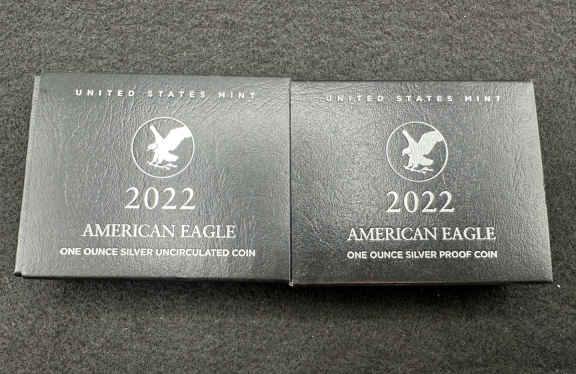 UNITED STATES MINT
2022
AMERICAN EAGLE
ONE OUNCE SILVER UNCIRCULATED COIN
UNITED STATES MINT
2022
AMERICAN EAGLE
ONE OUNCE SILVER PROOF COIN